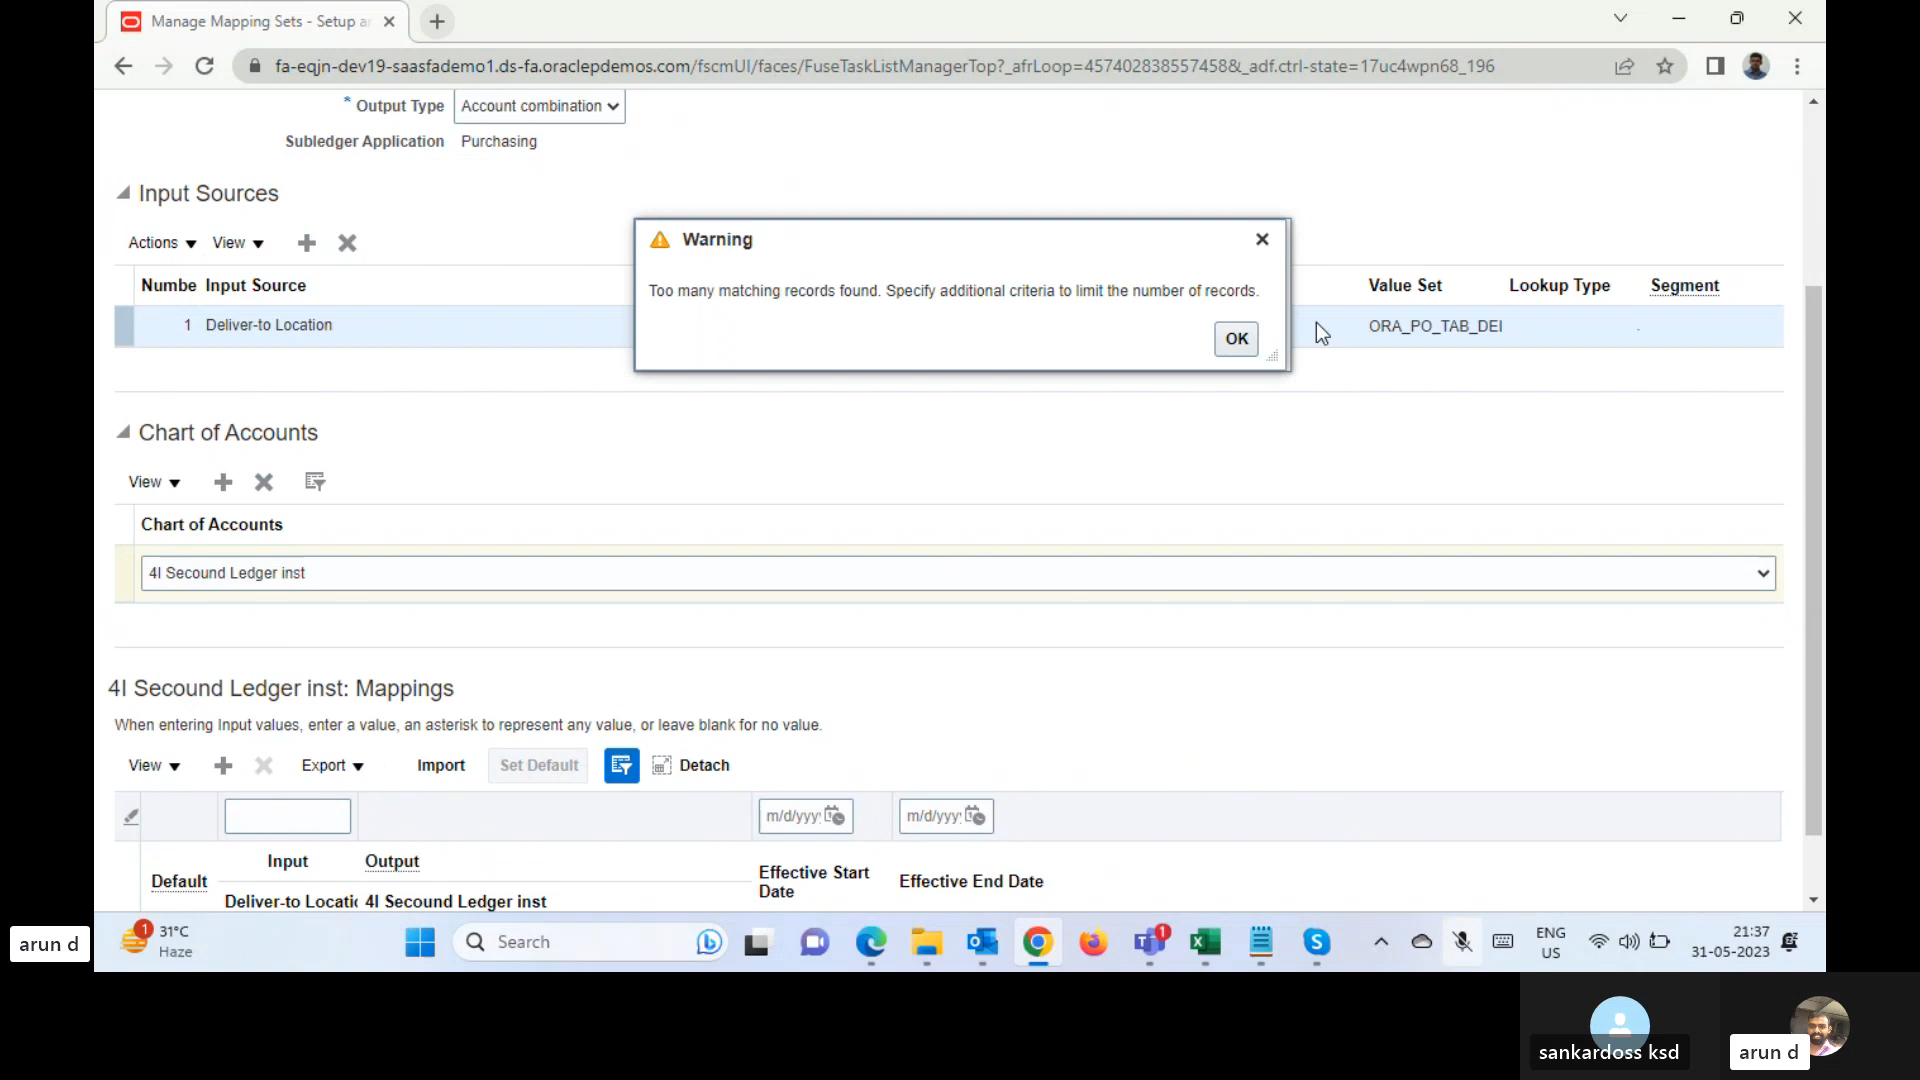 Manage Mapping Sets - Setup a
fa-eqjn-dev19-saasfademo1.ds-fa.oraclepdemos.com/fscmUI/faces/FuseTaskListManagerTop?_afrLoop=4574028385574588&_adf.ctrl-state=17uc4wpn68_196
* Output Type Account combination
Subledger Application Purchasing
Input Sources
Actions View
Numbe Input Source Value Set Lookup Type Segment
1 Deliver-to Location ORA_PO_TAB_DEI
Warning
Too many matching records found. Specify additional criteria to limit the number of records.
OK
Chart of Accounts
View
Chart of Accounts
4I Secound Ledger inst
4I Secound Ledger inst: Mappings
When entering Input values, enter a value, an asterisk to represent any value, or leave blank for no value.
View Export Import Set Default Detach
m/d/yyy m/d/yyy
Input Output
Default Effective Start Date Effective End Date
Deliver-to Locatic 4I Secound Ledger inst
arun d
1 31°C
Haze
Search
1
ENG
US
21:37
31-05-2023
sankardoss ksd
arun d